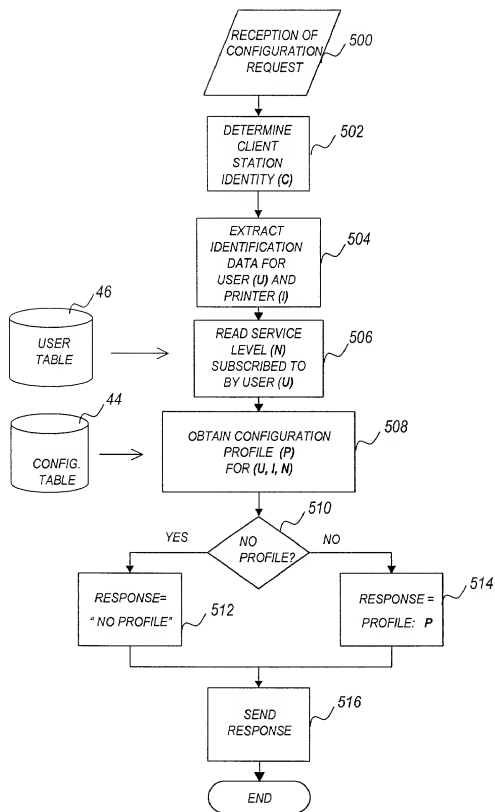 RECEPTION OF
CONFIGURATION
REQUEST
500
DETERMINE
CLIENT
STATION
IDENTITY (C)
502
EXTRACT
IDENTIFICATION
DATA FOR
USER (U) AND
PRINTER (I)
504
46
USER
TABLE
READ SERVICE
LEVEL (N)
SUBSCRIBED TO
BY USER (U)
506
44
CONFIG.
TABLE
OBTAIN CONFIGURATION
PROFILE (P)
FOR (U, I, N)
508
510
YES
NO
PROFILE?
NO
RESPONSE=
“ NO PROFILE”
512
RESPONSE =
PROFILE: P
514
SEND
RESPONSE
516
END